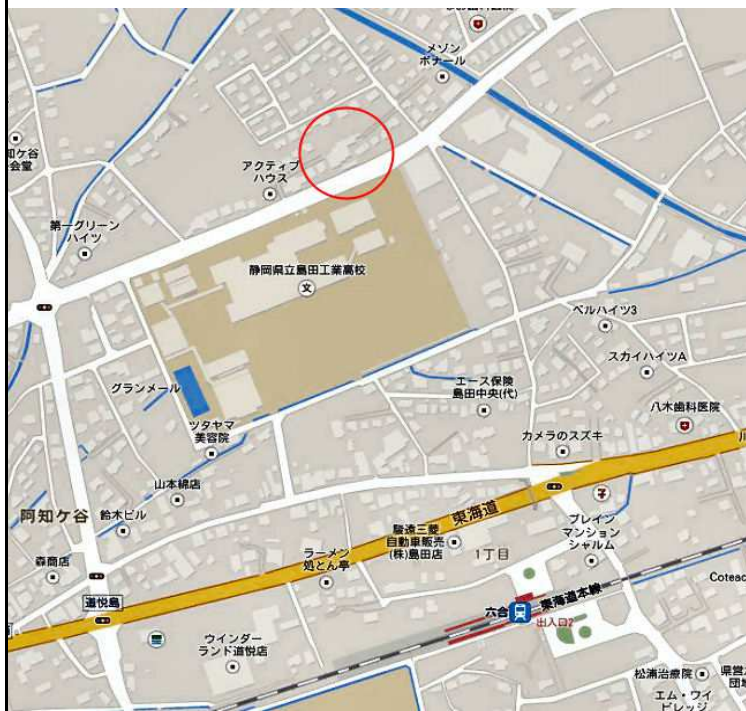 メゾン
ボナール
アクティブ
ハウス
第一グリーン
ハイツ
静岡県立島田工業高校
文
ベルハイツ3
スカイハイツA
グランメール
エース保険
島田中央(代)
八木歯科医院
ツタヤマ
美容院
カメラのスズキ
山本綿店
東海道
阿知ケ谷
鈴木ビル
駿遠三菱
自動車販売
(株)島田店
ブレイン
マンション
シャルム
1丁目
森商店
ラーメン
処とん亭
Coteac
道悦島
六合
東海道本線
出入口2
ウインダー
ランド道悦店
松浦治療院
県営
団地
エム・ワイ
ビレッジ